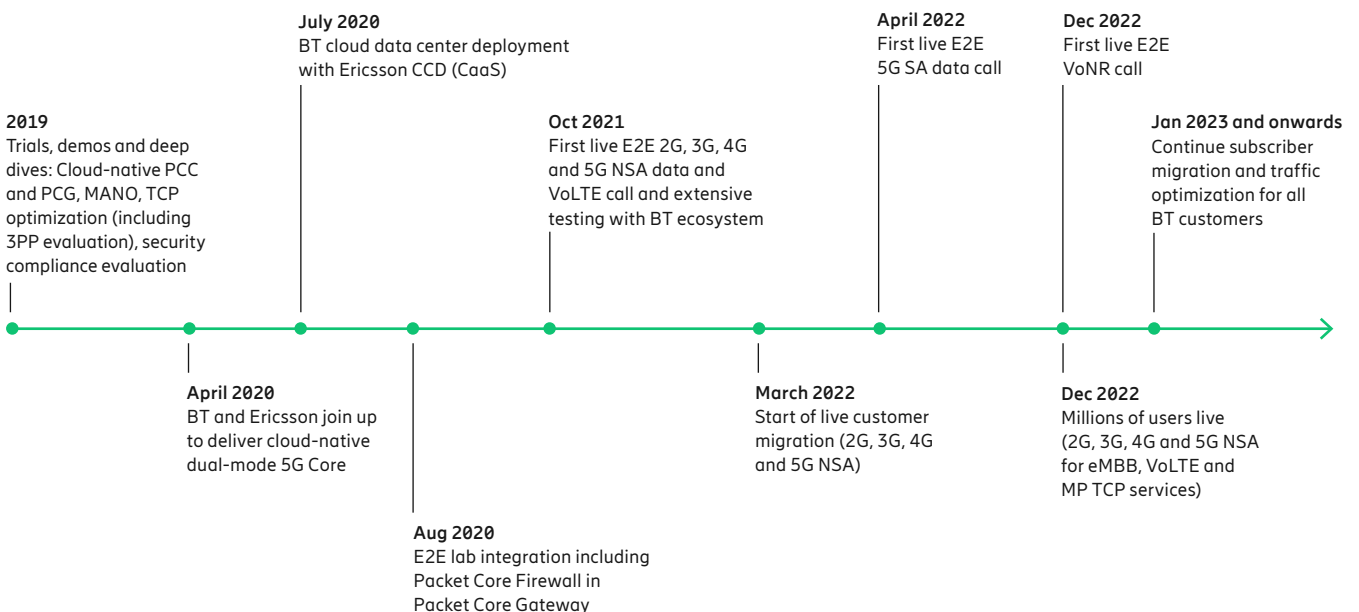 July 2020
BT cloud data center deployment
with Ericsson CCD (CaaS)
April 2022
First live E2E
5G SA data call
Dec 2022
First live E2E
VoNR call
2019
Trials, demos and deep
dives: Cloud-native PCC
and PCG, MANO, TCP
optimization (including
3PP evaluation), security
compliance evaluation
Oct 2021
First live E2E 2G, 3G, 4G
and 5G NSA data and
VoLTE call and extensive
testing with BT ecosystem
Jan 2023 and onwards
Continue subscriber
migration and traffic
optimization for all
BT customers
April 2020
BT and Ericsson join up
to deliver cloud-native
dual-mode 5G Core
March 2022
Start of live customer
migration (2G, 3G, 4G
and 5G NSA)
Dec 2022
Millions of users live
(2G, 3G, 4G and 5G NSA
for eMBB, VoLTE and
MP TCP services)
Aug 2020
E2E lab integration including
Packet Core Firewall in
Packet Core Gateway